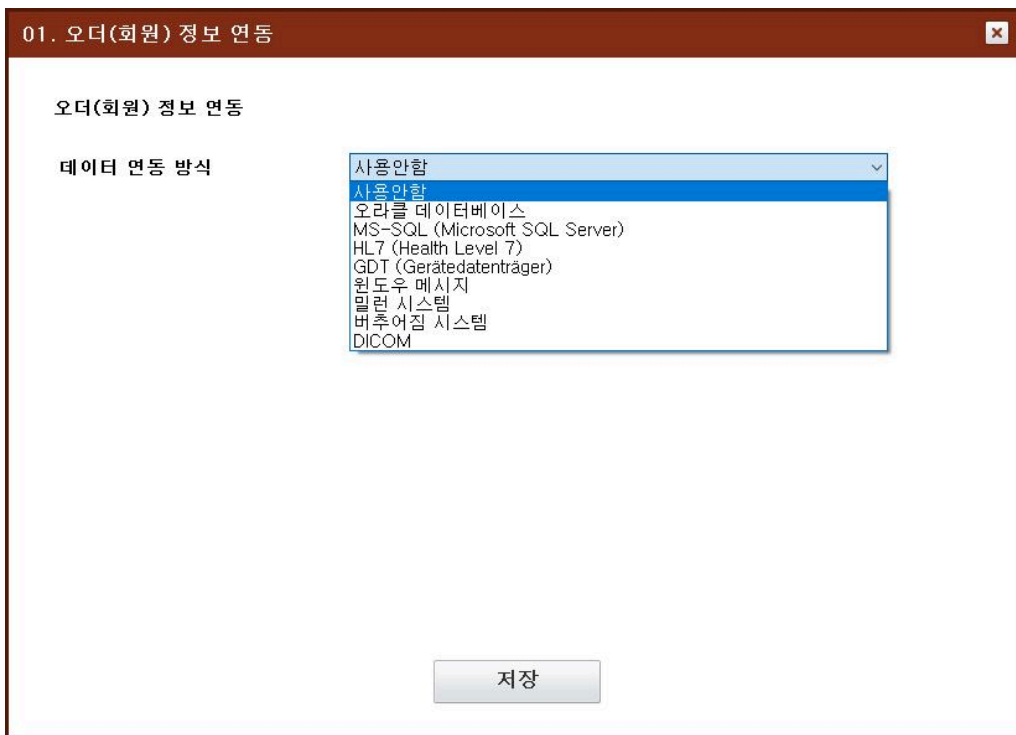 01. 오더(회원) 정보 연동
오더(회원) 정보 연동
데이터 연동 방식
사용안함
사용안함
오라클 데이터베이스
MS-SQL (Microsoft SQL Server)
HL7 (Health Level 7)
GDT (Gerätedatenträger)
윈도우 메시지
밀런 시스템
버추어짐 시스템
DICOM
저장